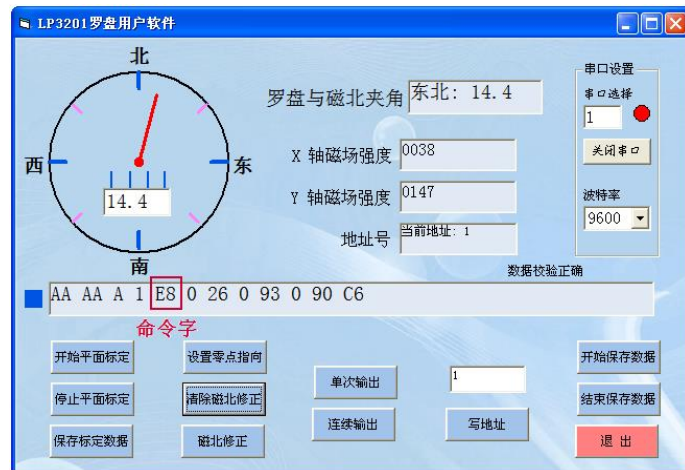 LP3201罗盘用户软件
北
西
东
南
14.4
罗盘与磁北夹角
东北: 14.4
X 轴磁场强度
0038
Y 轴磁场强度
0147
地址号
当前地址: 1
串口设置
串口选择
1
关闭串口
波特率
9600
数据校验正确
AA AA A 1 E8 0 26 0 93 0 90 C6
命令字
开始平面标定
设置零点指向
单次输出
1
开始保存数据
停止平面标定
清除磁北修正
连续输出
写地址
结束保存数据
保存标定数据
磁北修正
退 出